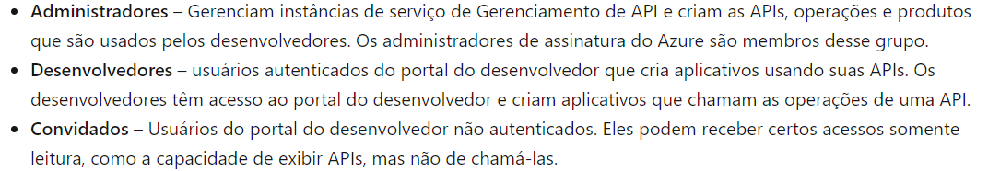 • Administradores – Gerenciam instâncias de serviço de Gerenciamento de API e criam as APIs, operações e produtos
que são usados pelos desenvolvedores. Os administradores de assinatura do Azure são membros desse grupo.
• Desenvolvedores – usuários autenticados do portal do desenvolvedor que cria aplicativos usando suas APIs. Os
desenvolvedores têm acesso ao portal do desenvolvedor e criam aplicativos que chamam as operações de uma API.
• Convidados – Usuários do portal do desenvolvedor não autenticados. Eles podem receber certos acessos somente
leitura, como a capacidade de exibir APIs, mas não de chamá-las.